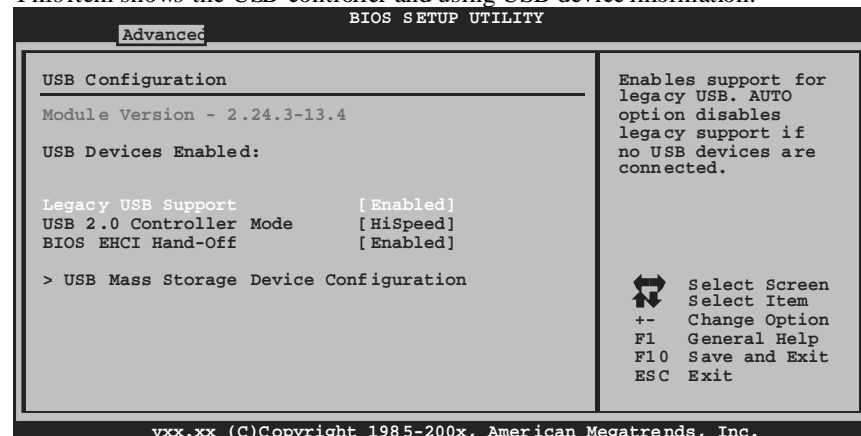 This item shows the USB controller and using USB device information.
BIOS SETUP UTILITY
Advanced
USB Configuration
Module Version - 2.24.3-13.4
USB Devices Enabled:
Legacy USB Support [Enabled]
USB 2.0 Controller Mode [HiSpeed]
BIOS EHCI Hand-Off [Enabled]
> USB Mass Storage Device Configuration
Enables support for
legacy USB. AUTO
option disables
legacy support if
no USB devices are
connected.
Select Screen
Select Item
+- Change Option
F1 General Help
F10 Save and Exit
ESC Exit
vxx.xx (C)Copyright 1985-200x, American Megatrends, Inc.